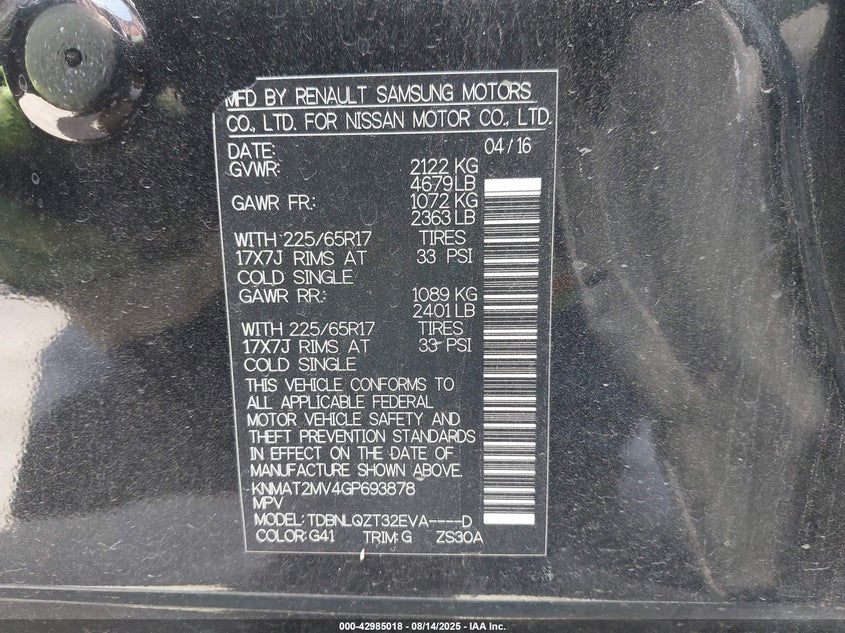 MFD BY RENAULT SAMSUNG MOTORS
CO., LTD. FOR NISSAN MOTOR CO., LTD.
DATE: 04/16
GVWR: 2122 KG
4679 LB
GAWR FR.: 1072 KG
2363 LB
WITH 225/65R17 TIRES
17X7J RIMS AT 33 PSI
COLD SINGLE
GAWR RR.: 1089 KG
2401 LB
WITH 225/65R17 TIRES
17X7J RIMS AT 33 PSI
COLD SINGLE
THIS VEHICLE CONFORMS TO
ALL APPLICABLE FEDERAL
MOTOR VEHICLE SAFETY AND
THEFT PREVENTION STANDARDS
IN EFFECT ON THE DATE OF
MANUFACTURE SHOWN ABOVE.
KNMAT2MV4GP693878
MPV
MODEL: TDBNLQZT32EVA----D
COLOR: G41 TRIM: G ZS30A
000-42985018 - 08/14/2025 - IAA Inc.